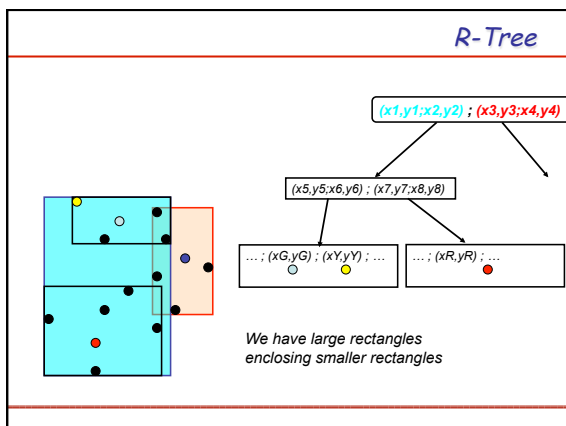 R-Tree
(x1,y1;x2,y2) ; (x3,y3;x4,y4)
(x5,y5;x6,y6) ; (x7,y7;x8,y8)
... ; (xG,yG) ; (xY,yY) ; ...
... ; (xR,yR) ; ...
We have large rectangles
enclosing smaller rectangles